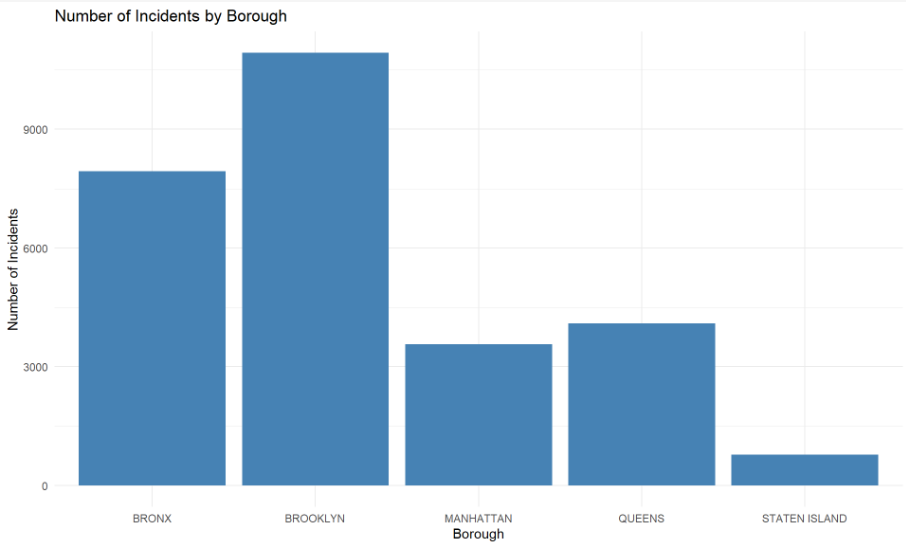 Number of Incidents by Borough
Number of Incidents
9000
6000
3000
0
BRONX
BROOKLYN
MANHATTAN
QUEENS
STATEN ISLAND
Borough